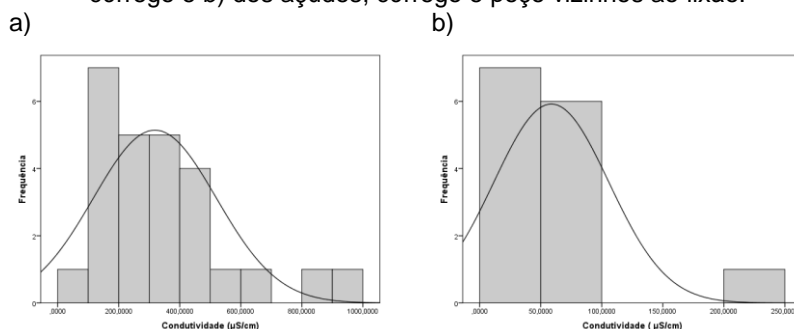 córrego e b) dos açudes, córrego e poço vizinhos ao lixão.
a)
b)
Frequência
6
4
2
0
,0000
200,0000
400,0000
600,0000
800,0000
1000,0000
Condutividade (µS/cm)
Frequência
6
4
2
0
,0000
50,0000
100,0000
150,0000
200,0000
250,0000
Condutividade ( µS/cm)